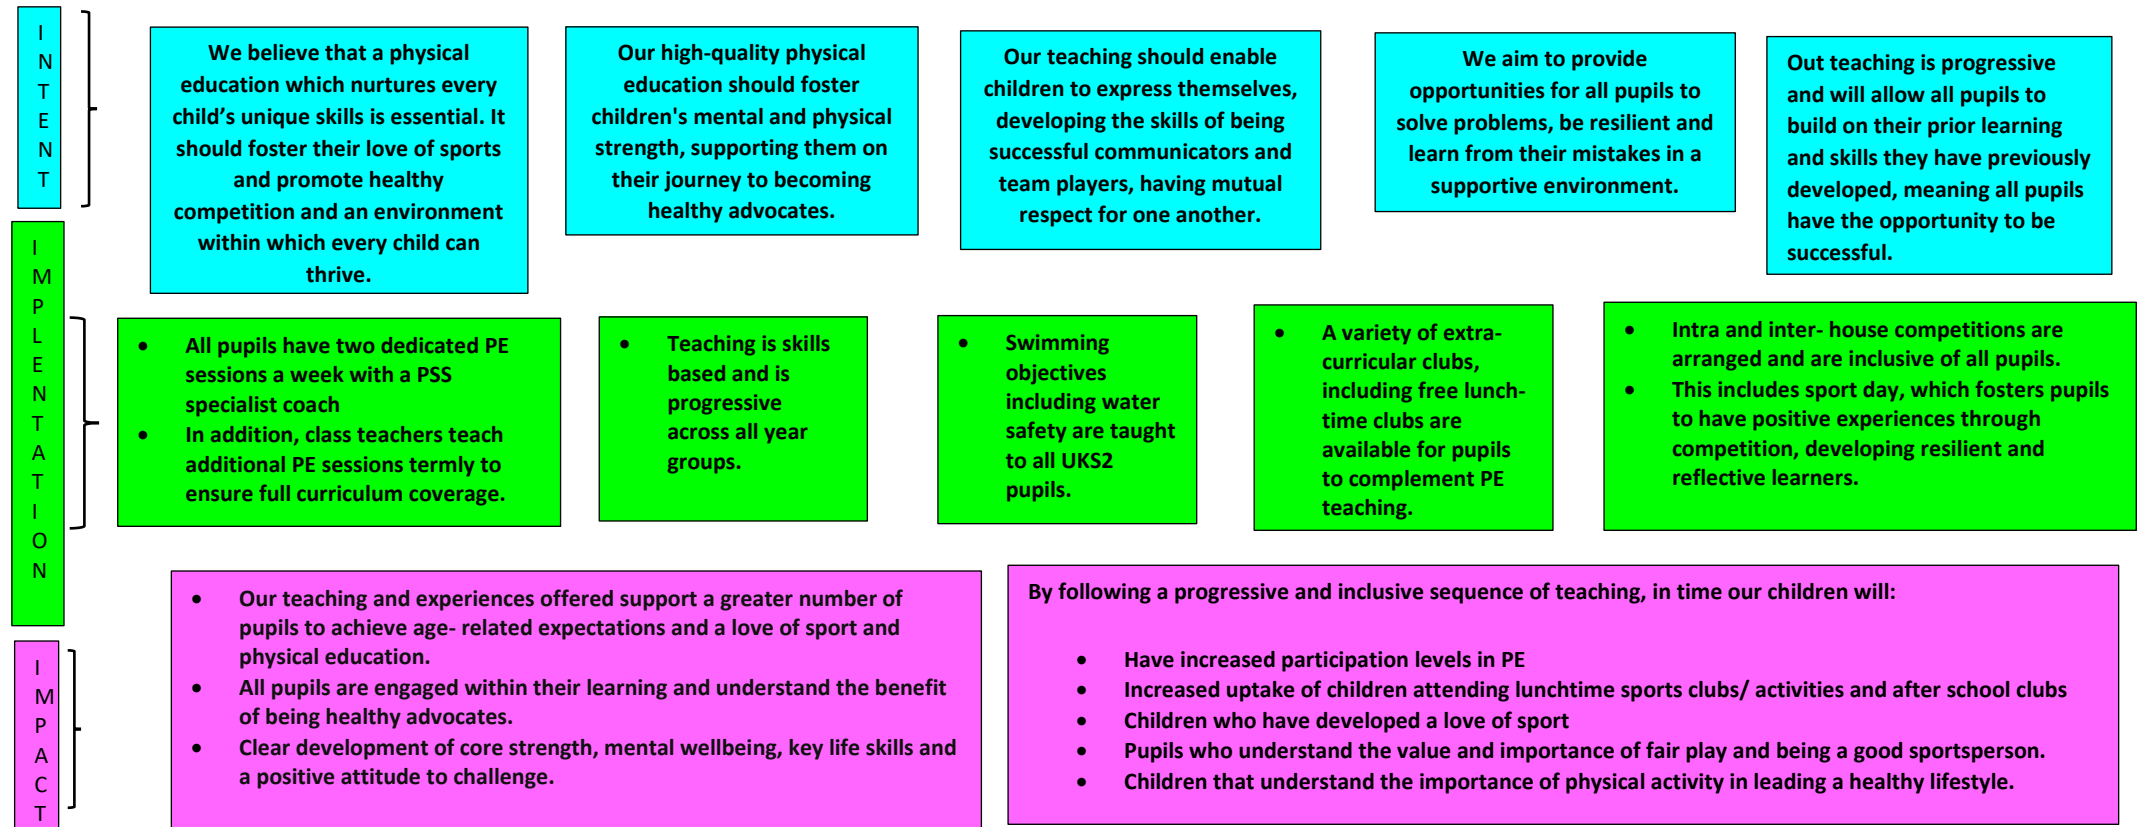 I
N
T
E
N
T
We believe that a physical
education which nurtures every
child’s unique skills is essential. It
should foster their love of sports
and promote healthy
competition and an environment
within which every child can
thrive.
Our high-quality physical
education should foster
children's mental and physical
strength, supporting them on
their journey to becoming
healthy advocates.
Our teaching should enable
children to express themselves,
developing the skills of being
successful communicators and
team players, having mutual
respect for one another.
We aim to provide
opportunities for all pupils to
solve problems, be resilient and
learn from their mistakes in a
supportive environment.
Out teaching is progressive
and will allow all pupils to
build on their prior learning
and skills they have previously
developed, meaning all pupils
have the opportunity to be
successful.
I
M
P
L
E
N
T
A
T
I
O
N
• All pupils have two dedicated PE
sessions a week with a PSS
specialist coach
• In addition, class teachers teach
additional PE sessions termly to
ensure full curriculum coverage.
• Teaching is skills
based and is
progressive
across all year
groups.
• Swimming
objectives
including water
safety are taught
to all UKS2
pupils.
• A variety of extra-
curricular clubs,
including free lunch-
time clubs are
available for pupils
to complement PE
teaching.
• Intra and inter- house competitions are
arranged and are inclusive of all pupils.
• This includes sport day, which fosters pupils
to have positive experiences through
competition, developing resilient and
reflective learners.
I
M
P
A
C
T
• Our teaching and experiences offered support a greater number of
pupils to achieve age- related expectations and a love of sport and
physical education.
• All pupils are engaged within their learning and understand the benefit
of being healthy advocates.
• Clear development of core strength, mental wellbeing, key life skills and
a positive attitude to challenge.
By following a progressive and inclusive sequence of teaching, in time our children will:
• Have increased participation levels in PE
• Increased uptake of children attending lunchtime sports clubs/ activities and after school clubs
• Children who have developed a love of sport
• Pupils who understand the value and importance of fair play and being a good sportsperson.
• Children that understand the importance of physical activity in leading a healthy lifestyle.